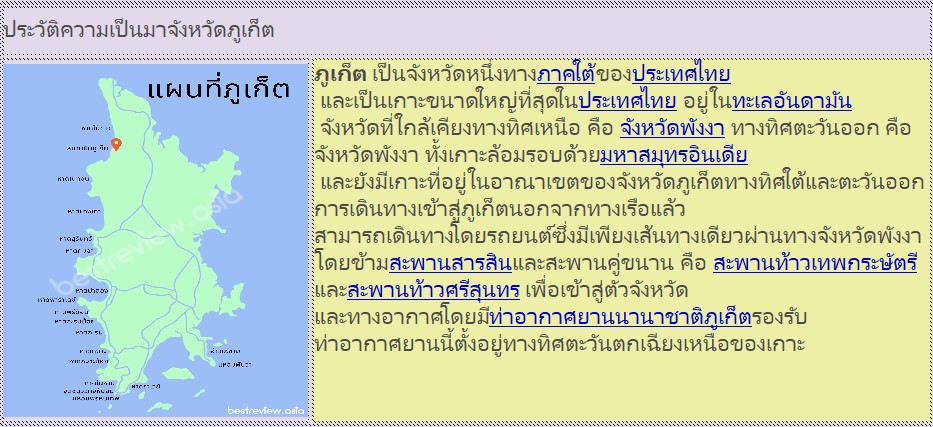 ประวัติความเป็นมาจังหวัดภูเก็ต
แผนที่ภูเก็ต
bestreview.asia
bestreview.asia
ภูเก็ต เป็นจังหวัดหนึ่งทางภาคใต้ของประเทศไทย
และเป็นเกาะขนาดใหญ่ที่สุดในประเทศไทย อยู่ในทะเลอันดามัน
จังหวัดที่ใกล้เคียงทางทิศเหนือ คือ จังหวัดพังงา ทางทิศตะวันออก คือ
จังหวัดพังงา ทั้งเกาะล้อมรอบด้วยมหาสมุทรอินเดีย
และยังมีเกาะที่อยู่ในอาณาเขตของจังหวัดภูเก็ตทางทิศใต้และตะวันออก
การเดินทางเข้าสู่ภูเก็ตนอกจากทางเรือแล้ว
สามารถเดินทางโดยรถยนต์ซึ่งมีเพียงเส้นทางเดียวผ่านทางจังหวัดพังงา
โดยข้ามสะพานสารสินและสะพานคู่ขนาน คือ สะพานท้าวเทพกระษัตรี
และสะพานท้าวศรีสุนทร เพื่อเข้าสู่ตัวจังหวัด
และทางอากาศโดยมีท่าอากาศยานนานาชาติภูเก็ตรองรับ
ท่าอากาศยานนี้ตั้งอยู่ทางทิศตะวันตกเฉียงเหนือของเกาะ